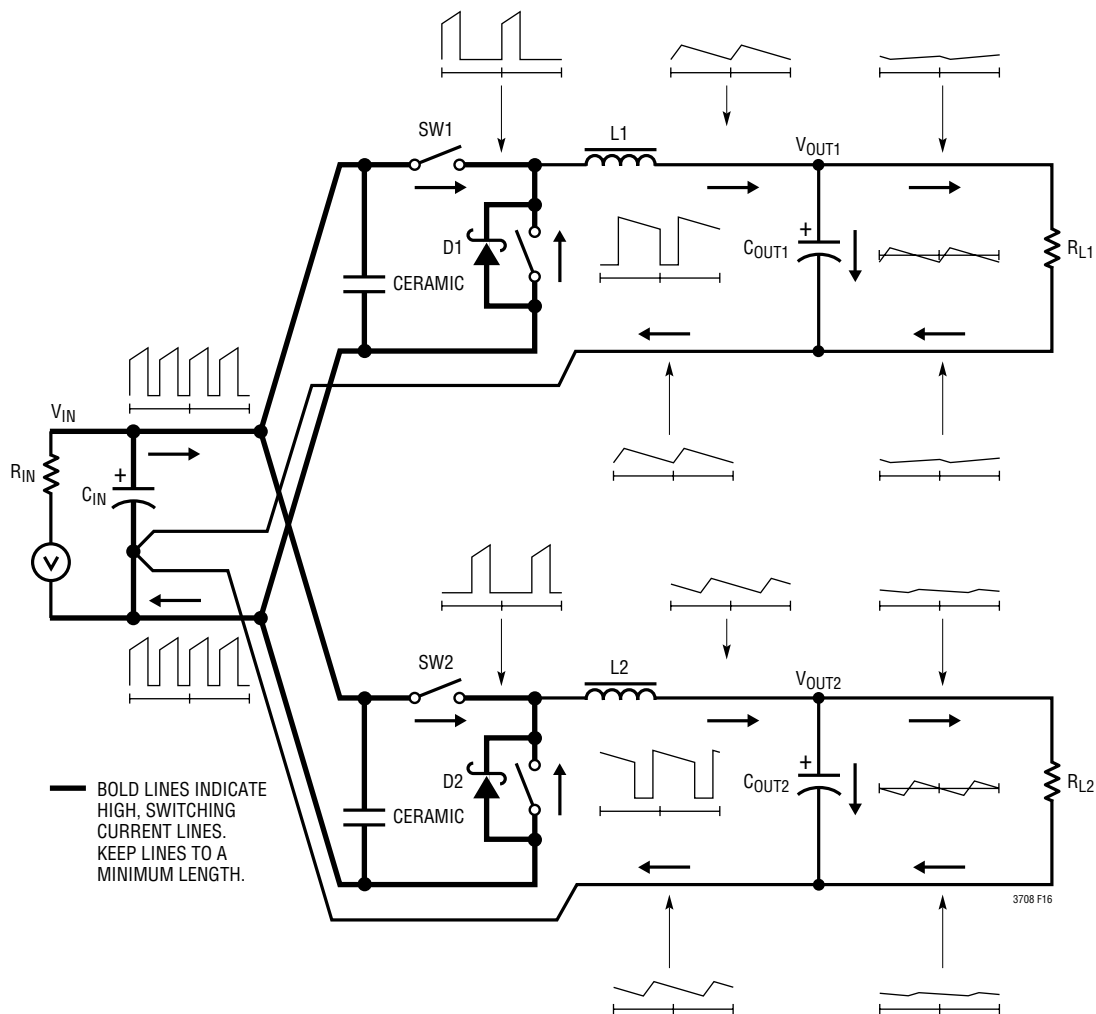 SW1
L1
VOUT1
D1
CERAMIC
+
COUT1
RL1
VIN
RIN
+
CIN
V
SW2
L2
VOUT2
D2
CERAMIC
+
COUT2
RL2
BOLD LINES INDICATE
HIGH, SWITCHING
CURRENT LINES.
KEEP LINES TO A
MINIMUM LENGTH.
3708 F16